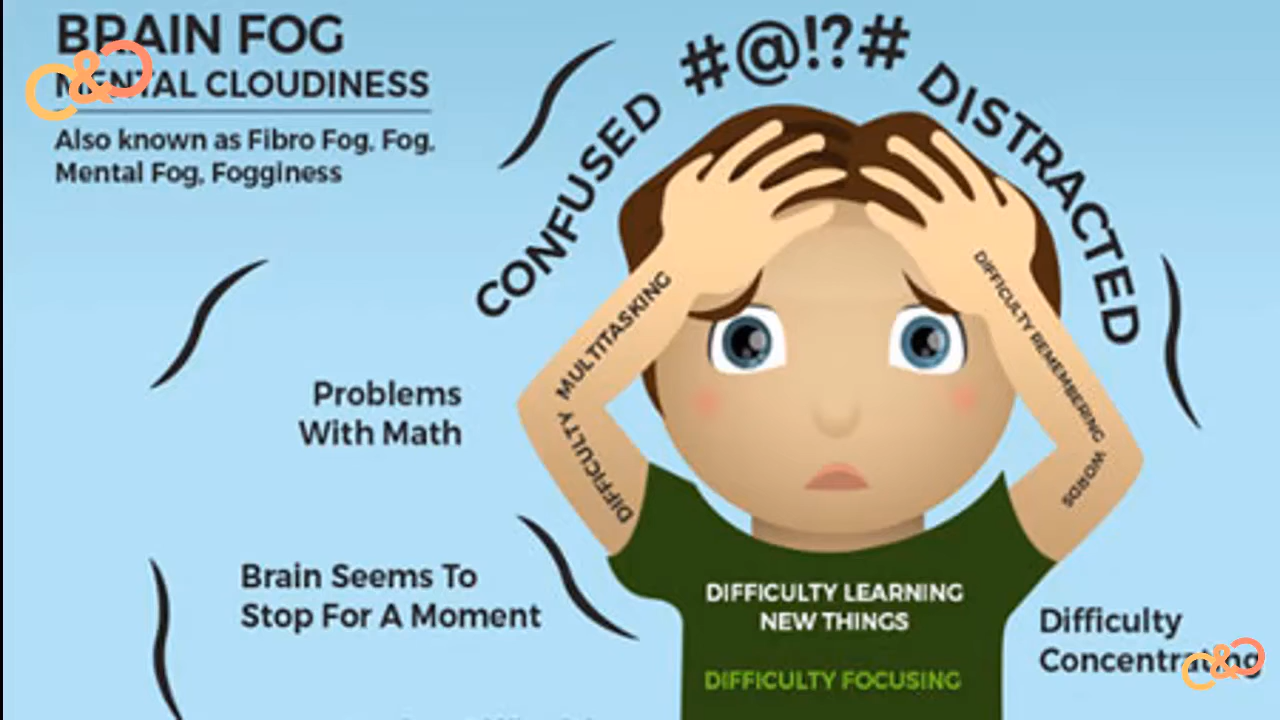 BRAIN FOG
MENTAL CLOUDINESS
Also known as Fibro Fog, Fog,
Mental Fog, Fogginess
CONFUSED
#@!?#
DISTRACTED
DIFFICULTY MULTITASKING
DIFFICULTY REMEMBERING WORDS
Problems
With Math
Brain Seems To
Stop For A Moment
DIFFICULTY LEARNING
NEW THINGS
DIFFICULTY FOCUSING
Difficulty
Concentrating
C&C
C&C